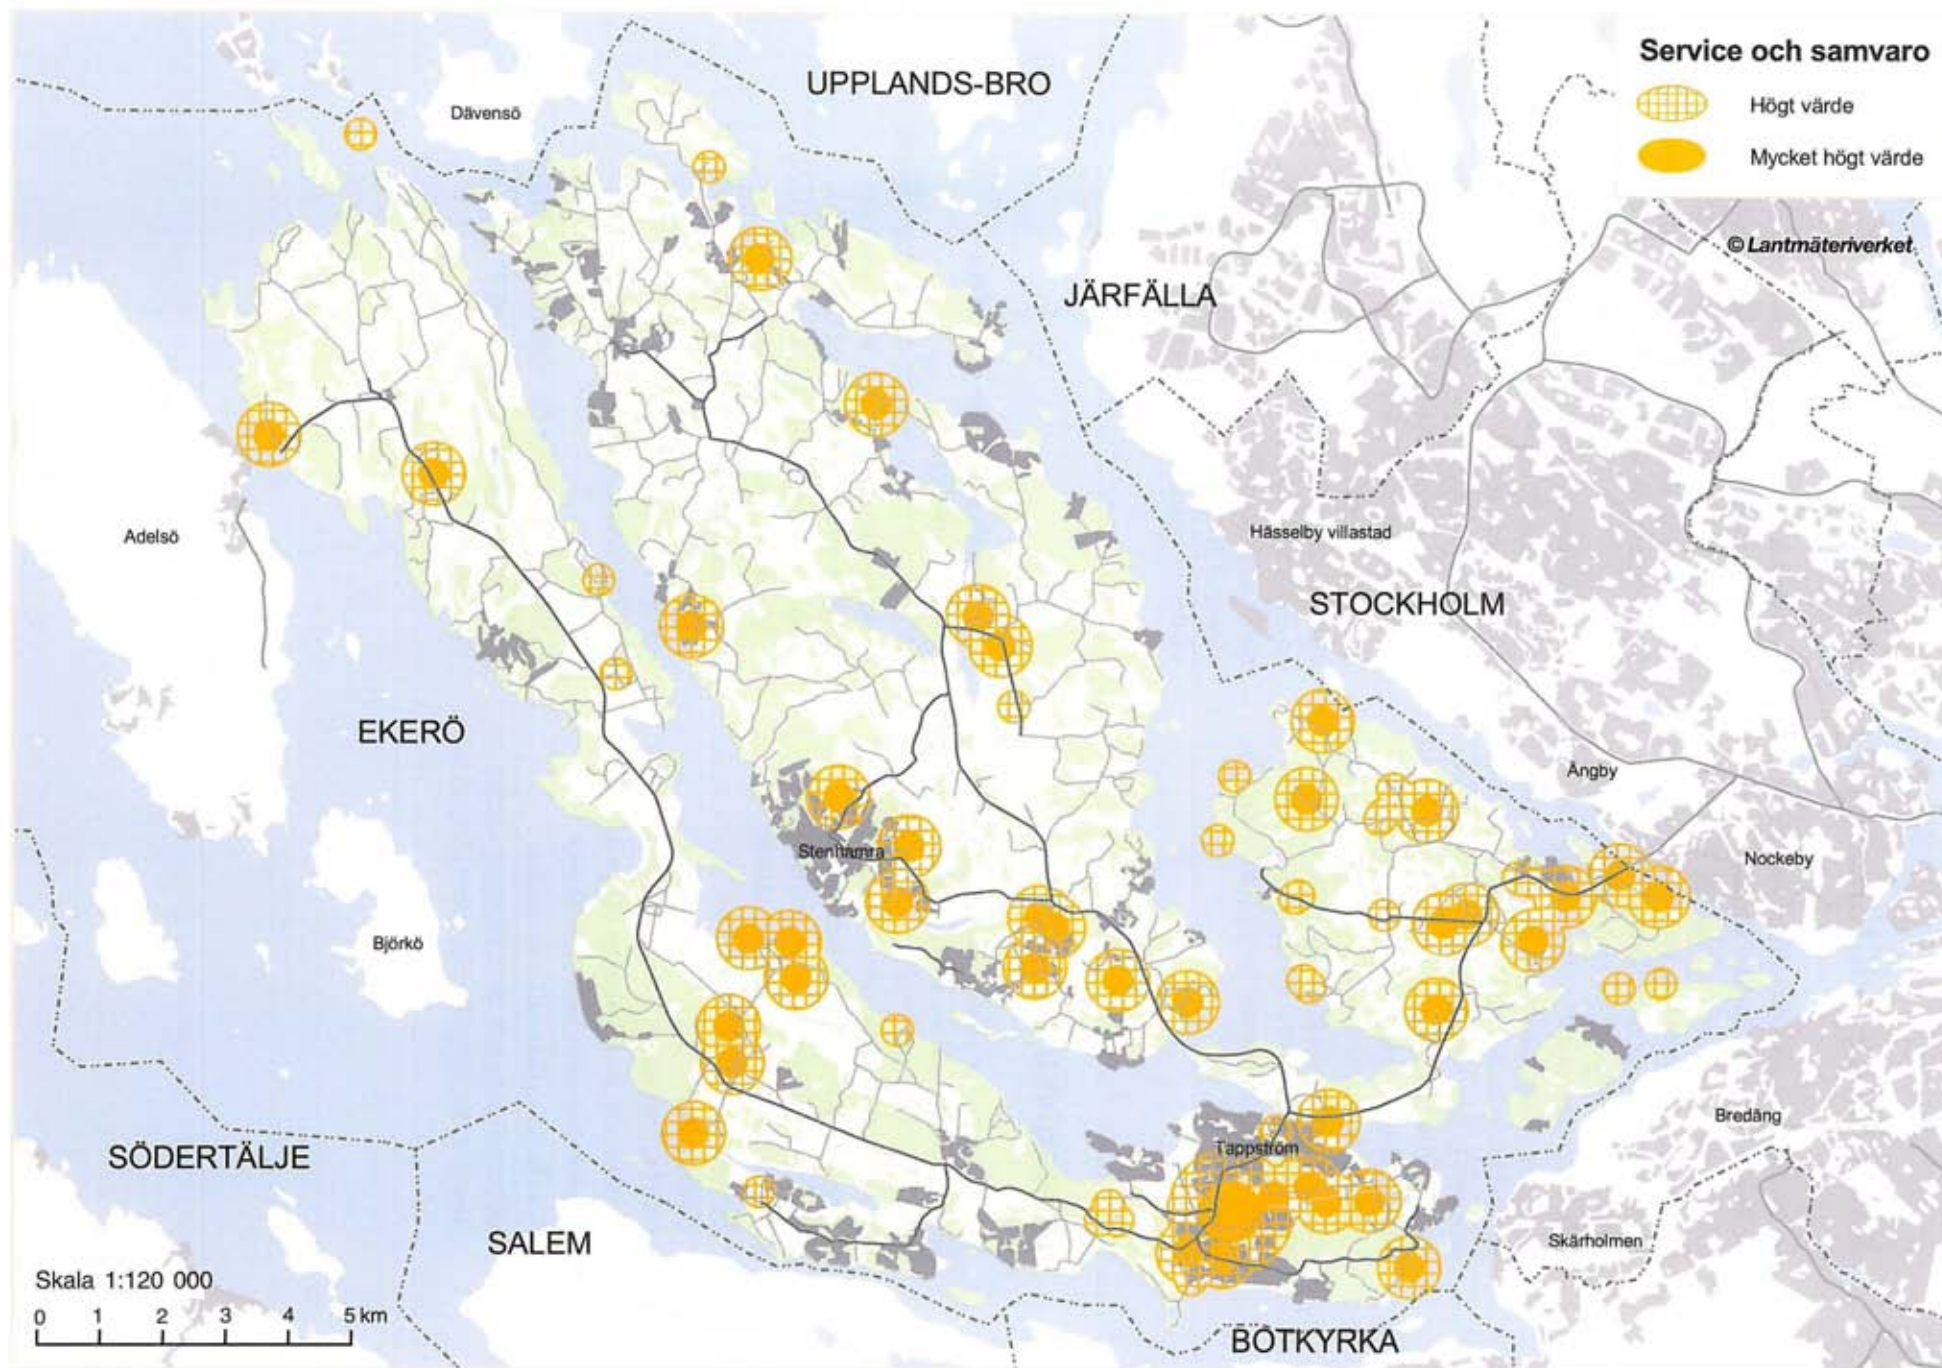 Service och samvaro
Högt värde
Mycket högt värde
© Lantmäteriverket
UPPLANDS-BRO
Dävensö
JÄRFÄLLA
Hässelby villastad
STOCKHOLM
Adelsö
EKERÖ
Ängby
Stenhamra
Nockeby
Björkö
Bredäng
Tappström
SÖDERTÄLJE
SALEM
Skärholmen
Skala 1:120 000
0 1 2 3 4 5 km
BOTKYRKA